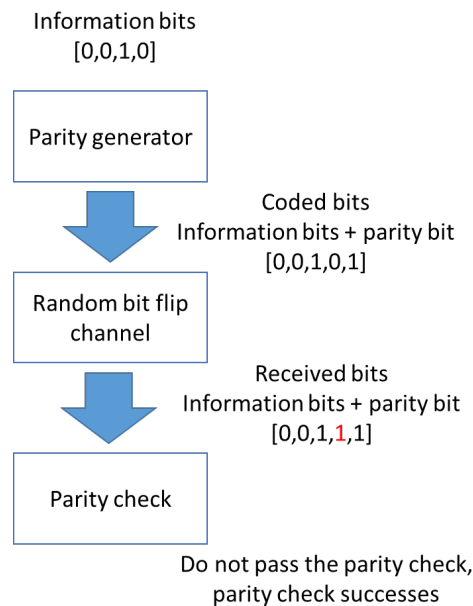 Information bits
[0,0,1,0]
Parity generator
Coded bits
Information bits + parity bit
[0,0,1,0,1]
Random bit flip
channel
Received bits
Information bits + parity bit
[0,0,1,1,1]
Parity check
Do not pass the parity check,
parity check successes